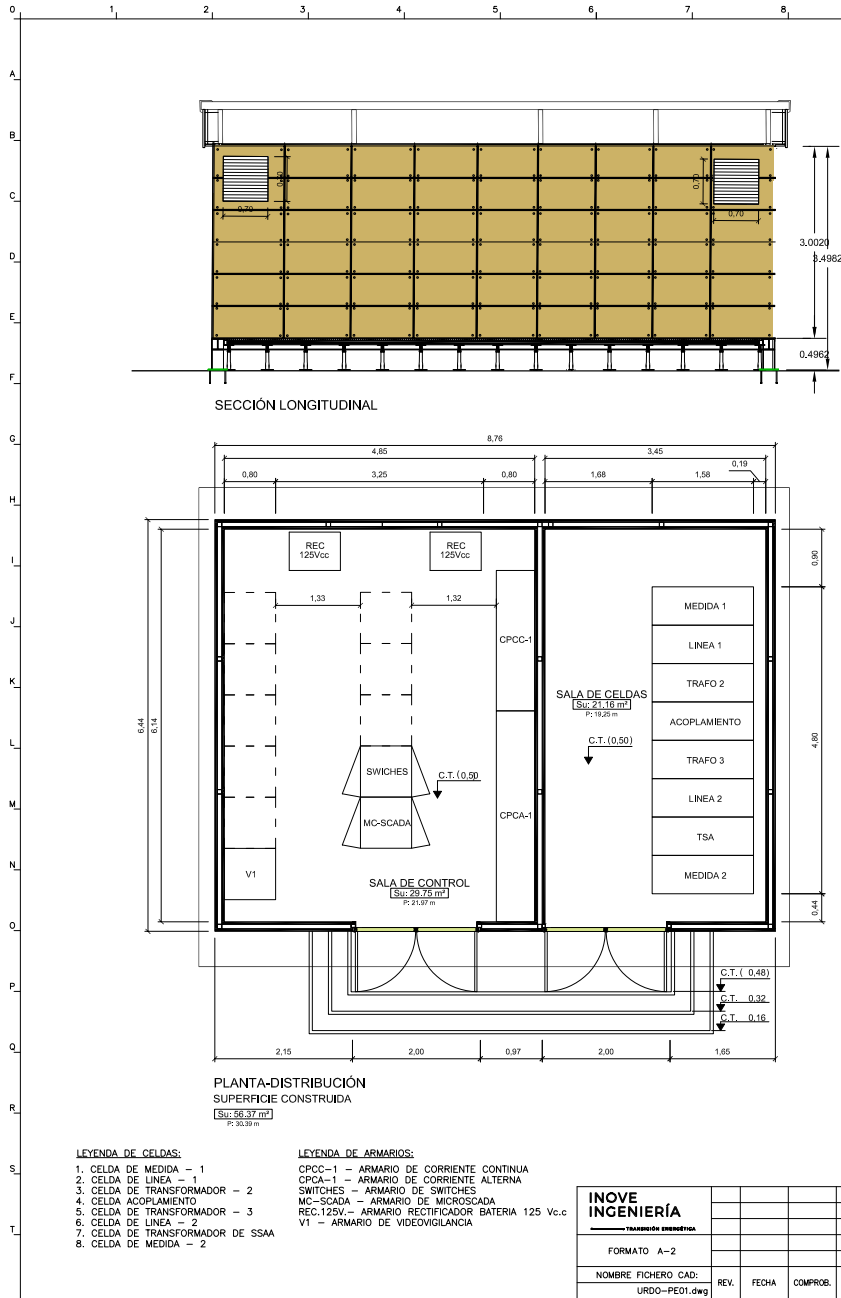 0 1 2 3 4 5 6 7 8
A
B
C
D
E
F
G
H
I
J
K
L
M
N
O
P
Q
R
S
T
0,70
0,70
0,70
3.0020
3.4982
0.4962
SECCIÓN LONGITUDINAL
8,76
4,85 3,45
0,80 3,25 0,80 1,68 1,58 0,19
REC
125Vcc
REC
125Vcc
0,90
1,33 1,32
MEDIDA 1
LINEA 1
TRAFO 2
ACOPLAMIENTO
TRAFO 3
LINEA 2
TSA
MEDIDA 2
CPCC-1
CPCA-1
SALA DE CELDAS
Su: 21.16 m²
P: 19,25 m
C.T. (0,50)
6,44
6,14
4,80
0,44
SWICHES
MC-SCADA
C.T. (0,50
V1
SALA DE CONTROL
Su: 29.75 m²
P: 21.97 m
C.T. ( 0,48)
C.T. 0.32
C.T. 0.16
2,15 2,00 0,97 2,00 1,65
PLANTA-DISTRIBUCIÓN
SUPERFICIE CONSTRUIDA
Su: 56.37 m²
P: 30.39 m
LEYENDA DE CELDAS:
1. CELDA DE MEDIDA – 1
2. CELDA DE LINEA – 1
3. CELDA DE TRANSFORMADOR – 2
4. CELDA ACOPLAMIENTO
5. CELDA DE TRANSFORMADOR – 3
6. CELDA DE LINEA – 2
7. CELDA DE TRANSFORMADOR DE SSAA
8. CELDA DE MEDIDA – 2
LEYENDA DE ARMARIOS:
CPCC–1 – ARMARIO DE CORRIENTE CONTINUA
CPCA–1 – ARMARIO DE CORRIENTE ALTERNA
SWITCHES – ARMARIO DE SWITCHES
MC–SCADA – ARMARIO DE MICROSCADA
REC.125V.– ARMARIO RECTIFICADOR BATERIA 125 Vc.c
V1 – ARMARIO DE VIDEOVIGILANCIA
INOVE
INGENIERÍA
TRANSICIÓN ENERGÉTICA
FORMATO A–2
NOMBRE FICHERO CAD:
URDO–PE01.dwg
REV. FECHA COMPROB.